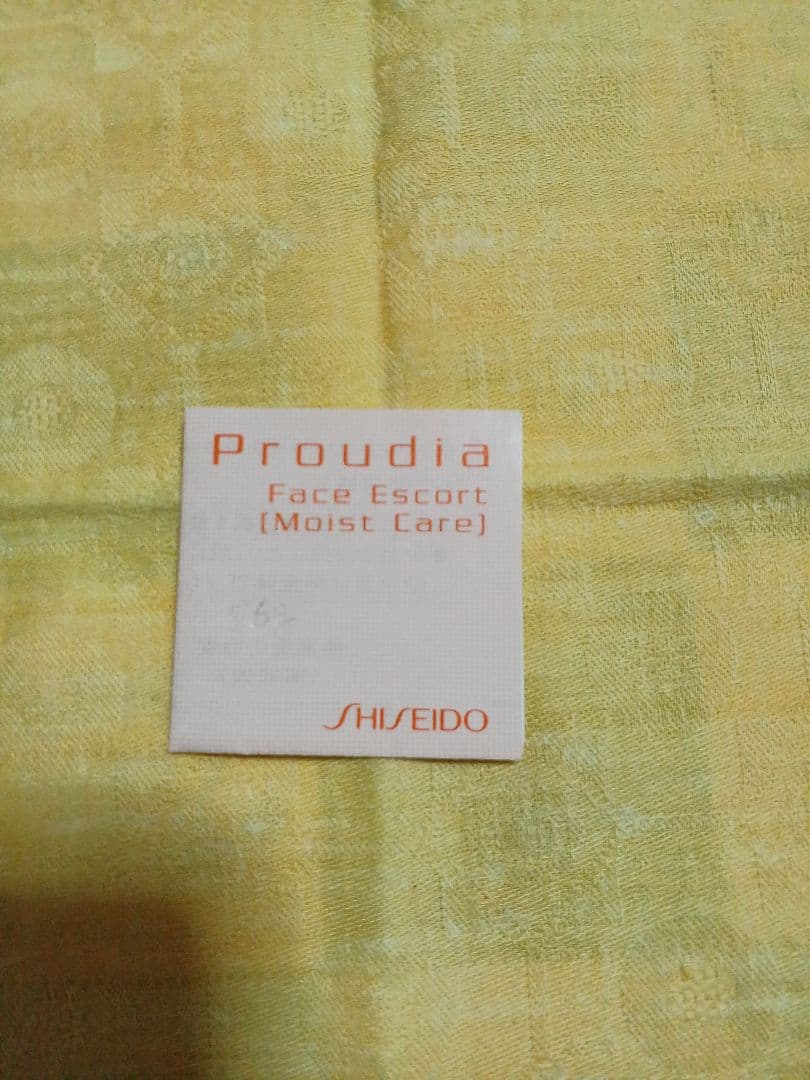 Proudia
Face Escort
[Moist Care]
SHISEIDO